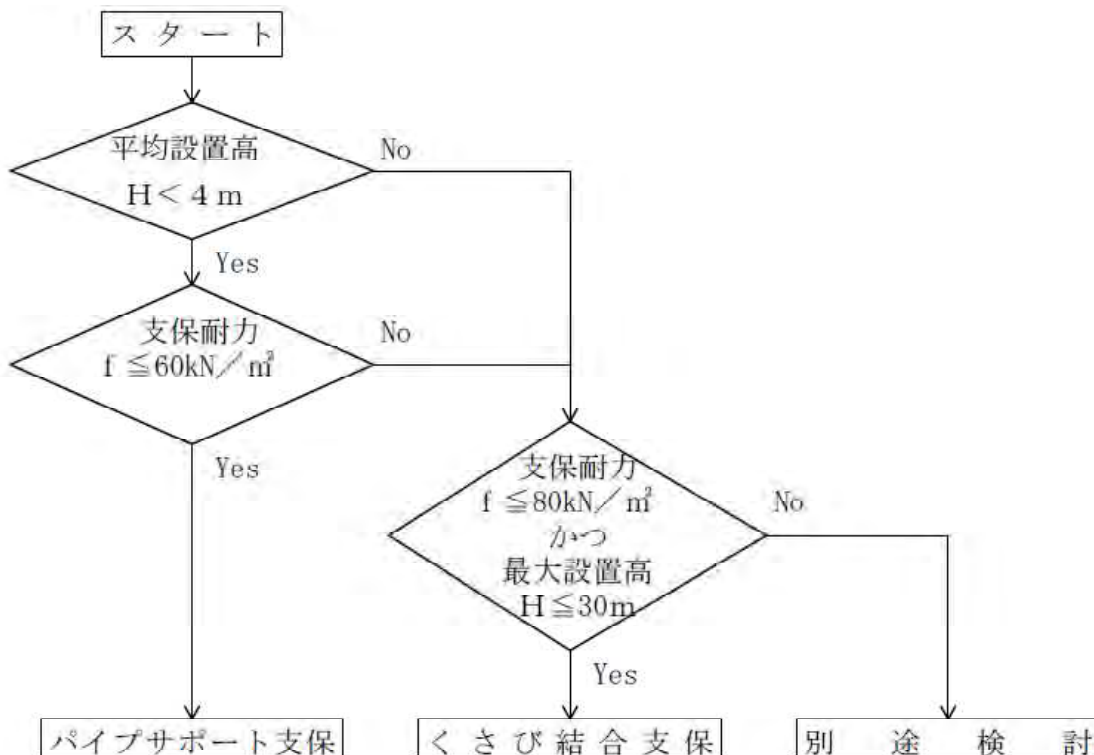 スタート
平均設置高
H<4m
No
Yes
支保耐力
f≦60kN/㎡
No
Yes
支保耐力
f≦80kN/㎡
かつ
最大設置高
H≦30m
No
Yes
パイプサポート支保
くさび結合支保
別途検討